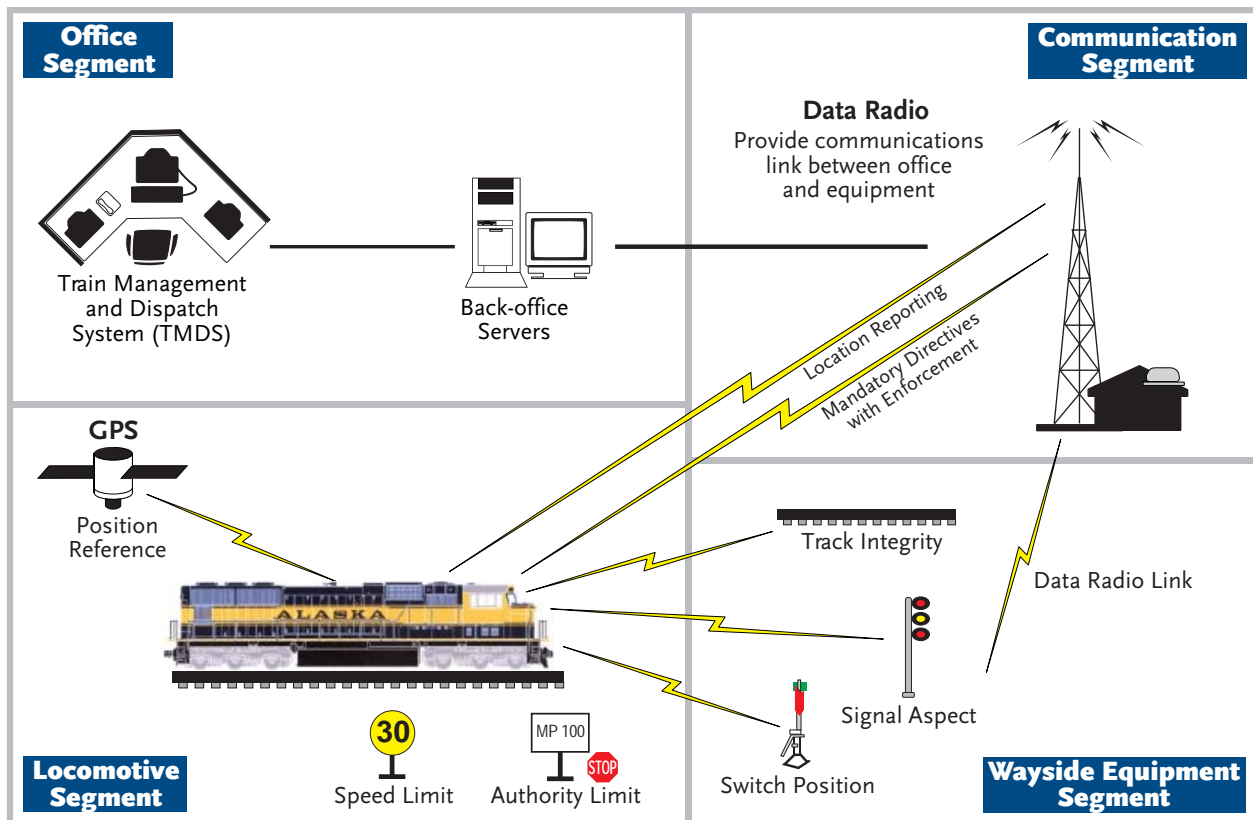 Office
Segment
Train Management
and Dispatch
System (TMDS)
Back-office
Servers
Communication
Segment
Data Radio
Provide communications
link between office
and equipment
Location Reporting
Mandatory Directives
with Enforcement
GPS
Position
Reference
ALASKA
30
Speed Limit
MP 100
STOP
Authority Limit
Locomotive
Segment
Track Integrity
Data Radio Link
Signal Aspect
Switch Position
Wayside Equipment
Segment